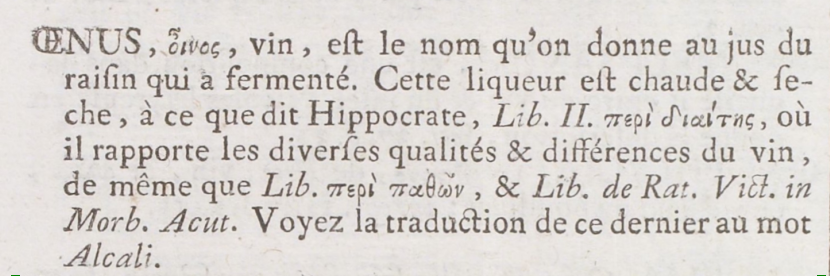 ŒNUS, οἶνος, vin, eſt le nom qu'on donne au jus du
raiſin qui a fermenté. Cette liqueur eſt chaude & ſe-
che, à ce que dit Hippocrate, Lib. II. περὶ διαίτης, où
il rapporte les diverſes qualités & différences du vin,
de même que Lib. περὶ παθῶν, & Lib. de Rat. Vict. in
Morb. Acut. Voyez la traduction de ce dernier au mot
Alcali.